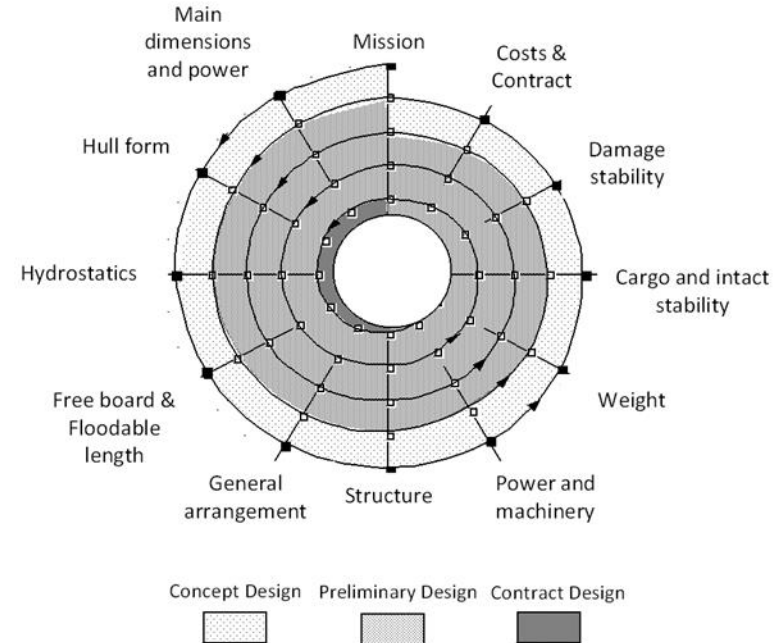 Main
dimensions
and power
Mission
Costs &
Contract
Hull form
Damage
stability
Hydrostatics
Cargo and intact
stability
Free board &
Floodable
length
Weight
General
arrangement
Structure
Power and
machinery
Concept Design
Preliminary Design
Contract Design